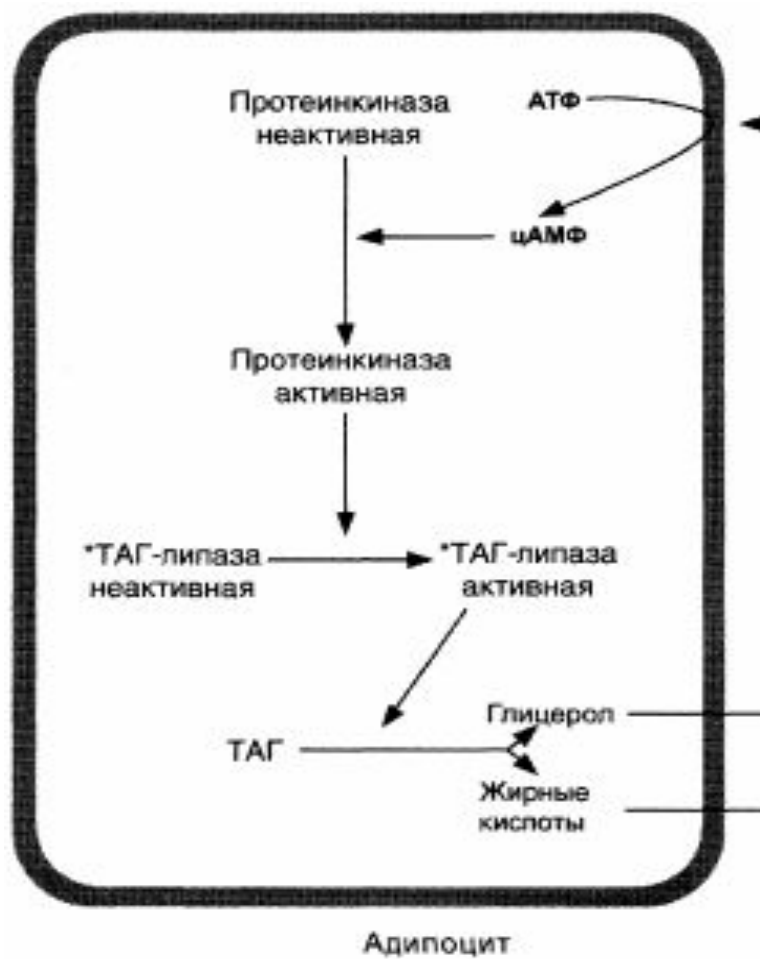 Протеинкиназа
неактивная
АТФ
цАМФ
Протеинкиназа
активная
*ТАГ-липаза
неактивная
*ТАГ-липаза
активная
ТАГ
Глицерол
Жирные
кислоты
Адипоцит